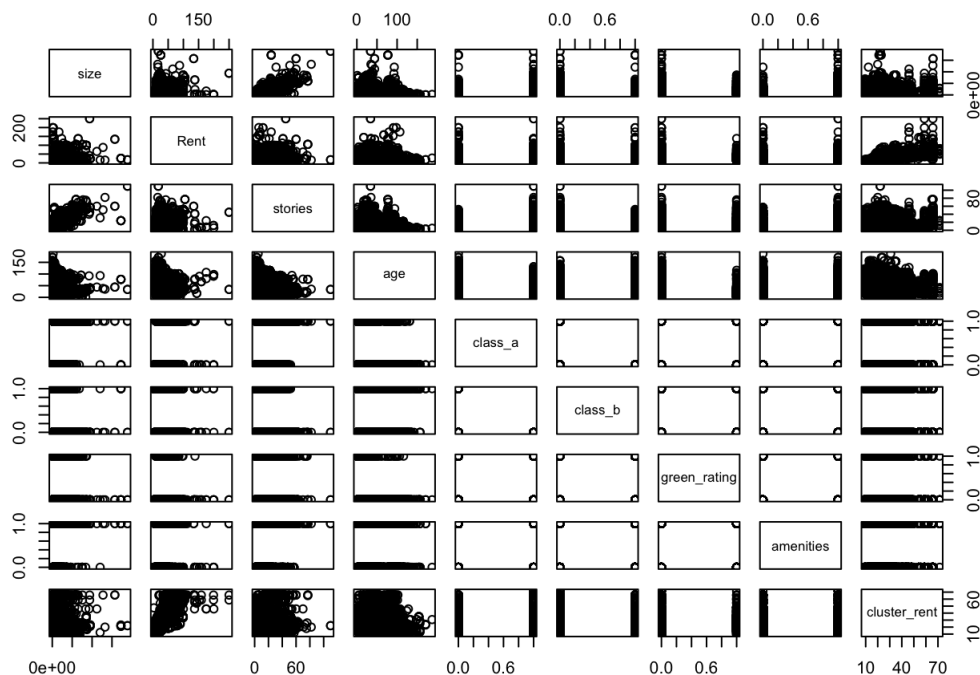 0 150 0 100 0.0 0.6 0.0 0.6
size 0e+00
0 200 Rent
stories 0 80
0 150 age
class_a 0.0 1.0
0.0 1.0 class_b
green_rating 0.0 1.0
0.0 1.0 amenities
cluster_rent 10 60
0e+00 0 60 0.0 0.6 0.0 0.6 10 40 70